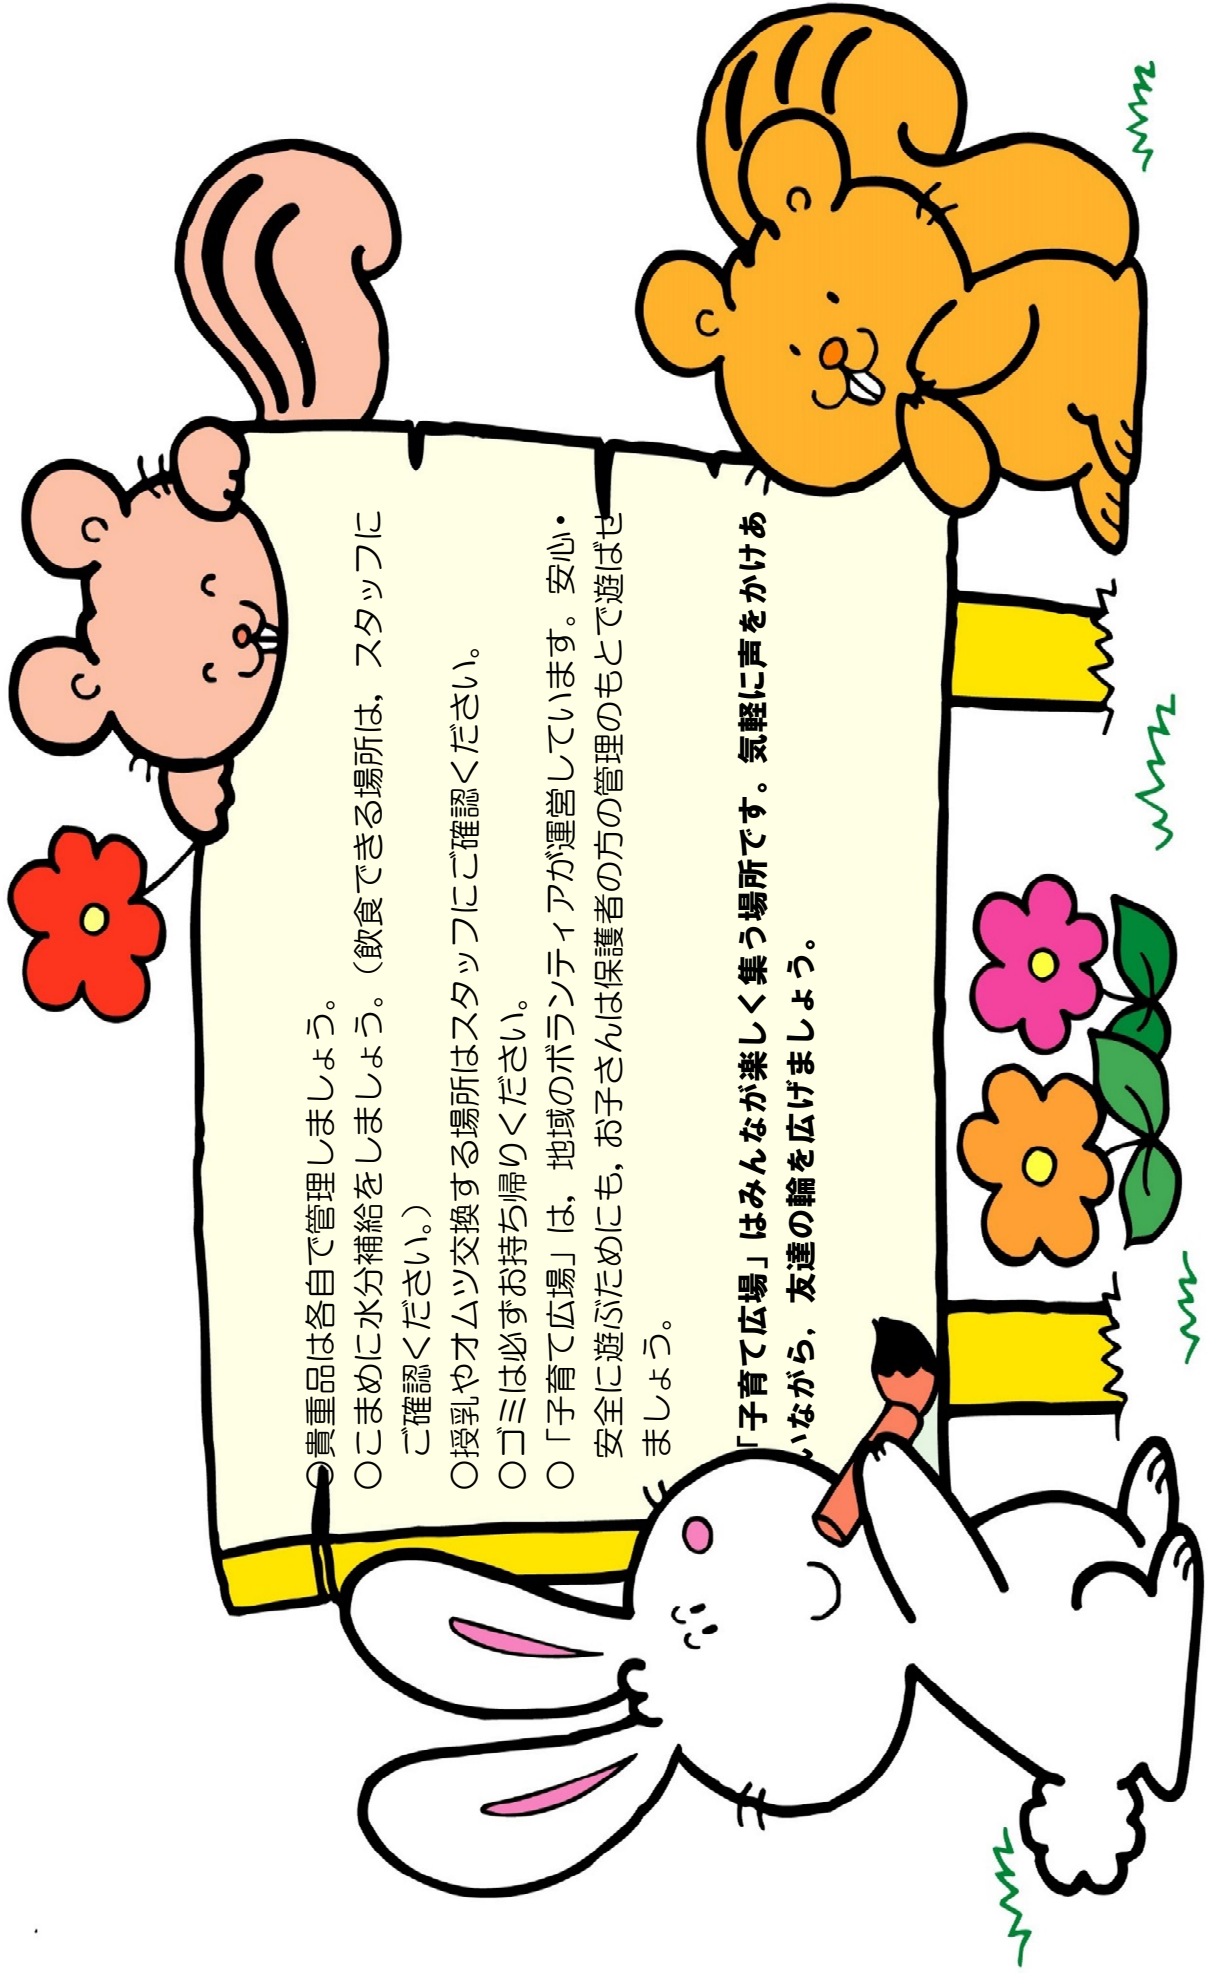 ○貴重品は各自で管理しましょう。
○こまめに水分補給をしましょう。（飲食できる場所は，スタッフに
ご確認ください。）
○授乳やオムツ交換する場所はスタッフにご確認ください。
○ゴミは必ずお持ち帰りください。
○「子育て広場」は，地域のボランティアが運営しています。安心・
安全に遊ぶためにも，お子さんは保護者の方の管理のもとで遊ばせ
ましょう。
「子育て広場」はみんなが楽しく集う場所です。気軽に声をかけあ
いながら，友達の輪を広げましょう。